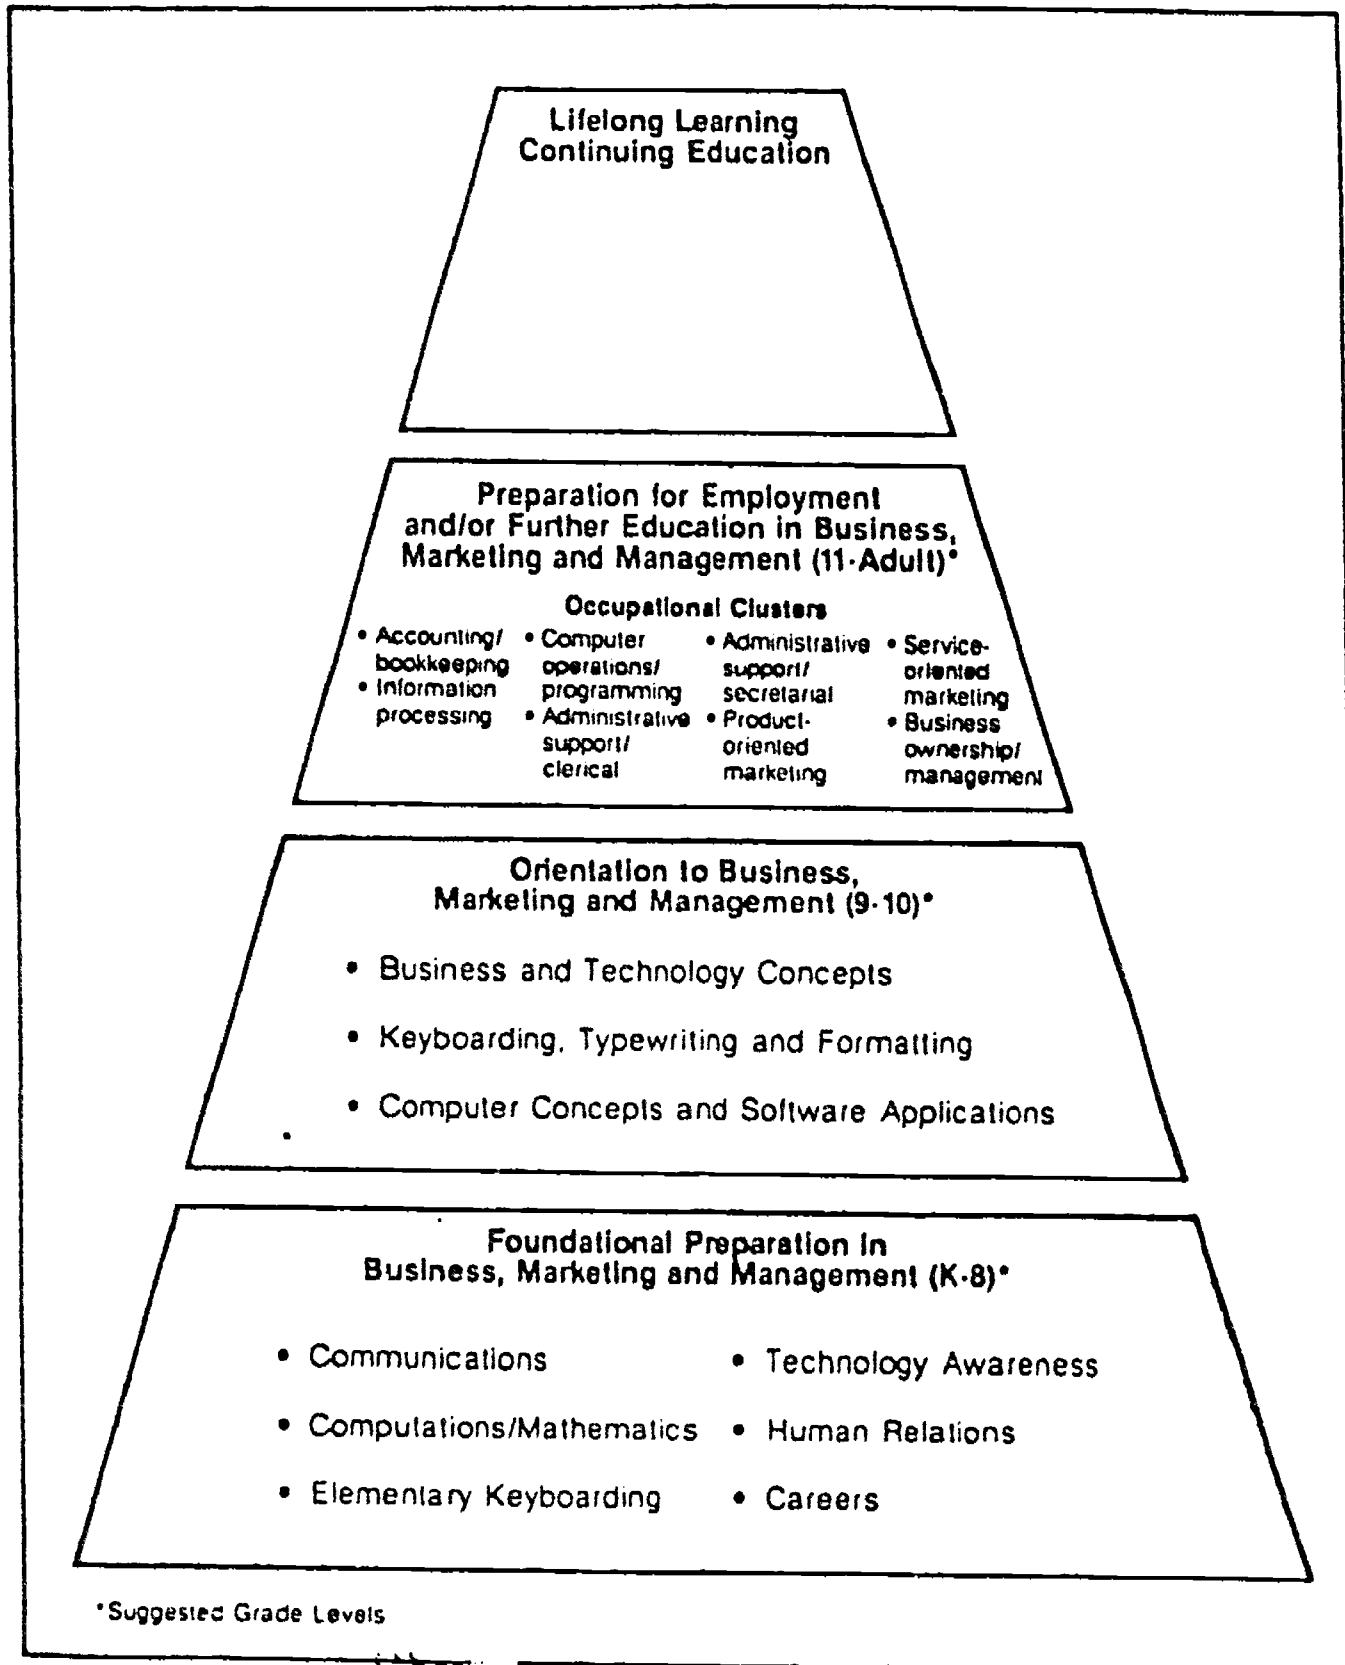 Lifelong Learning
Continuing Education
Preparation for Employment
and/or Further Education in Business,
Marketing and Management (11-Adult)*
Occupational Clusters
• Accounting/
bookkeeping
• Information
processing
• Computer
operations/
programming
• Administrative
support/
clerical
• Administrative
support/
secretarial
• Product-
oriented
marketing
• Service-
oriented
marketing
• Business
ownership/
management
Orientation to Business,
Marketing and Management (9-10)*
• Business and Technology Concepts
• Keyboarding, Typewriting and Formatting
• Computer Concepts and Software Applications
Foundational Preparation in
Business, Marketing and Management (K-8)*
• Communications
• Computations/Mathematics
• Elementary Keyboarding
• Technology Awareness
• Human Relations
• Careers
*Suggested Grade Levels